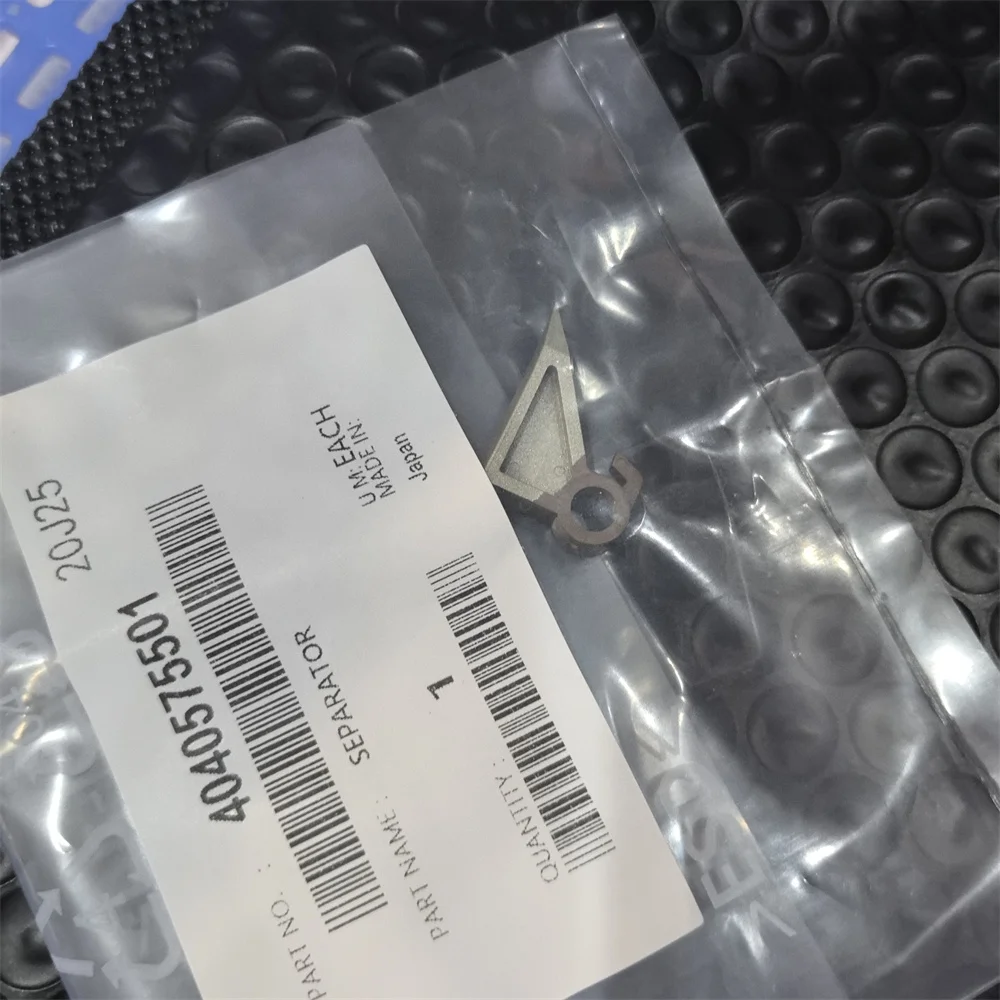 20J25
PART NO. :
4040575501
PART NAME :
SEPARATOR
U M: EACH
MADE IN:
Japan
QUANTITY :
1